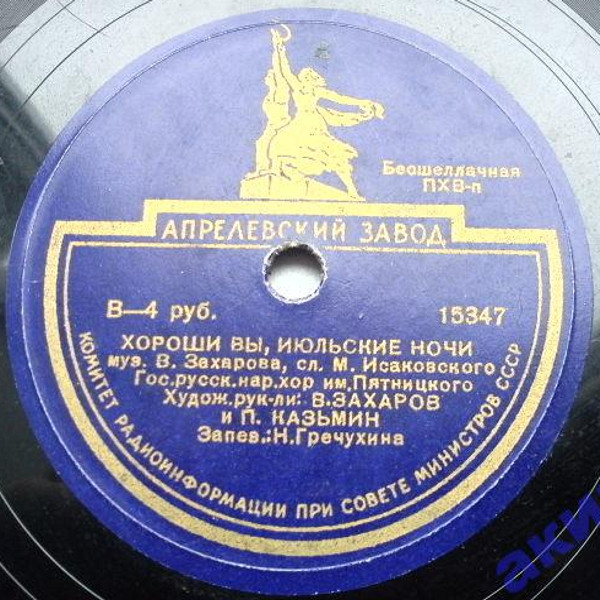 Бесшеллачная
ПХВ-п
АПРЕЛЕВСКИЙ ЗАВОД
В—4 руб.
15347
ХОРОШИ ВЫ, ИЮЛЬСКИЕ НОЧИ
муз. В. Захарова, сл. М. Исаковского
Гос.русск.нар.хор им.Пятницкого
Худож.рук-ли: В.ЗАХАРОВ
и П. КАЗЬМИН
Запев.:Н.Гречухина
КОМИТЕТ РАДИОИНФОРМАЦИИ ПРИ СОВЕТЕ МИНИСТРОВ СССР
аки